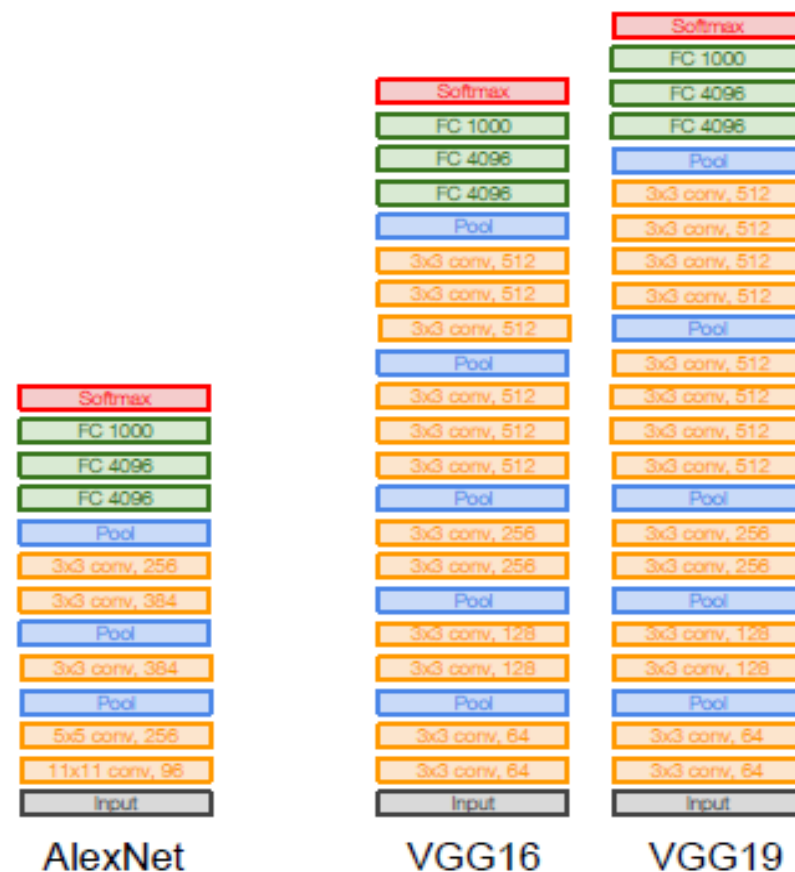 Softmax
FC 1000
FC 4096
FC 4096
Pool
3x3 conv, 256
3x3 conv, 384
Pool
3x3 conv, 384
Pool
5x5 conv, 256
11x11 conv, 96
Input
AlexNet
Softmax
FC 1000
FC 4096
FC 4096
Pool
3x3 conv, 512
3x3 conv, 512
3x3 conv, 512
Pool
3x3 conv, 512
3x3 conv, 512
3x3 conv, 512
Pool
3x3 conv, 256
3x3 conv, 256
Pool
3x3 conv, 128
3x3 conv, 128
Pool
3x3 conv, 64
3x3 conv, 64
Input
VGG16
Softmax
FC 1000
FC 4096
FC 4096
Pool
3x3 conv, 512
3x3 conv, 512
3x3 conv, 512
3x3 conv, 512
Pool
3x3 conv, 512
3x3 conv, 512
3x3 conv, 512
3x3 conv, 512
Pool
3x3 conv, 256
3x3 conv, 256
Pool
3x3 conv, 128
3x3 conv, 128
Pool
3x3 conv, 64
3x3 conv, 64
Input
VGG19